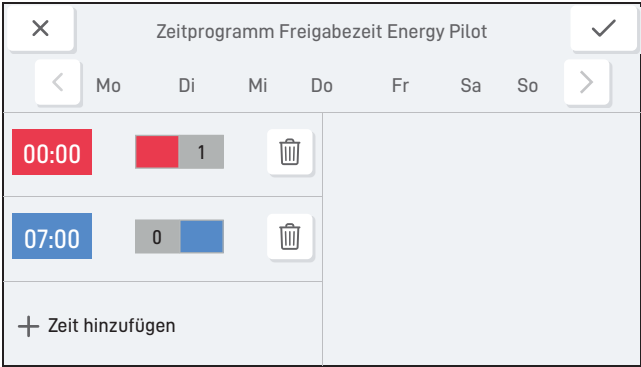 Zeitprogramm Freigabezeit Energy Pilot
Mo Di Mi Do Fr Sa So
00:00 1
07:00 0
Zeit hinzufügen